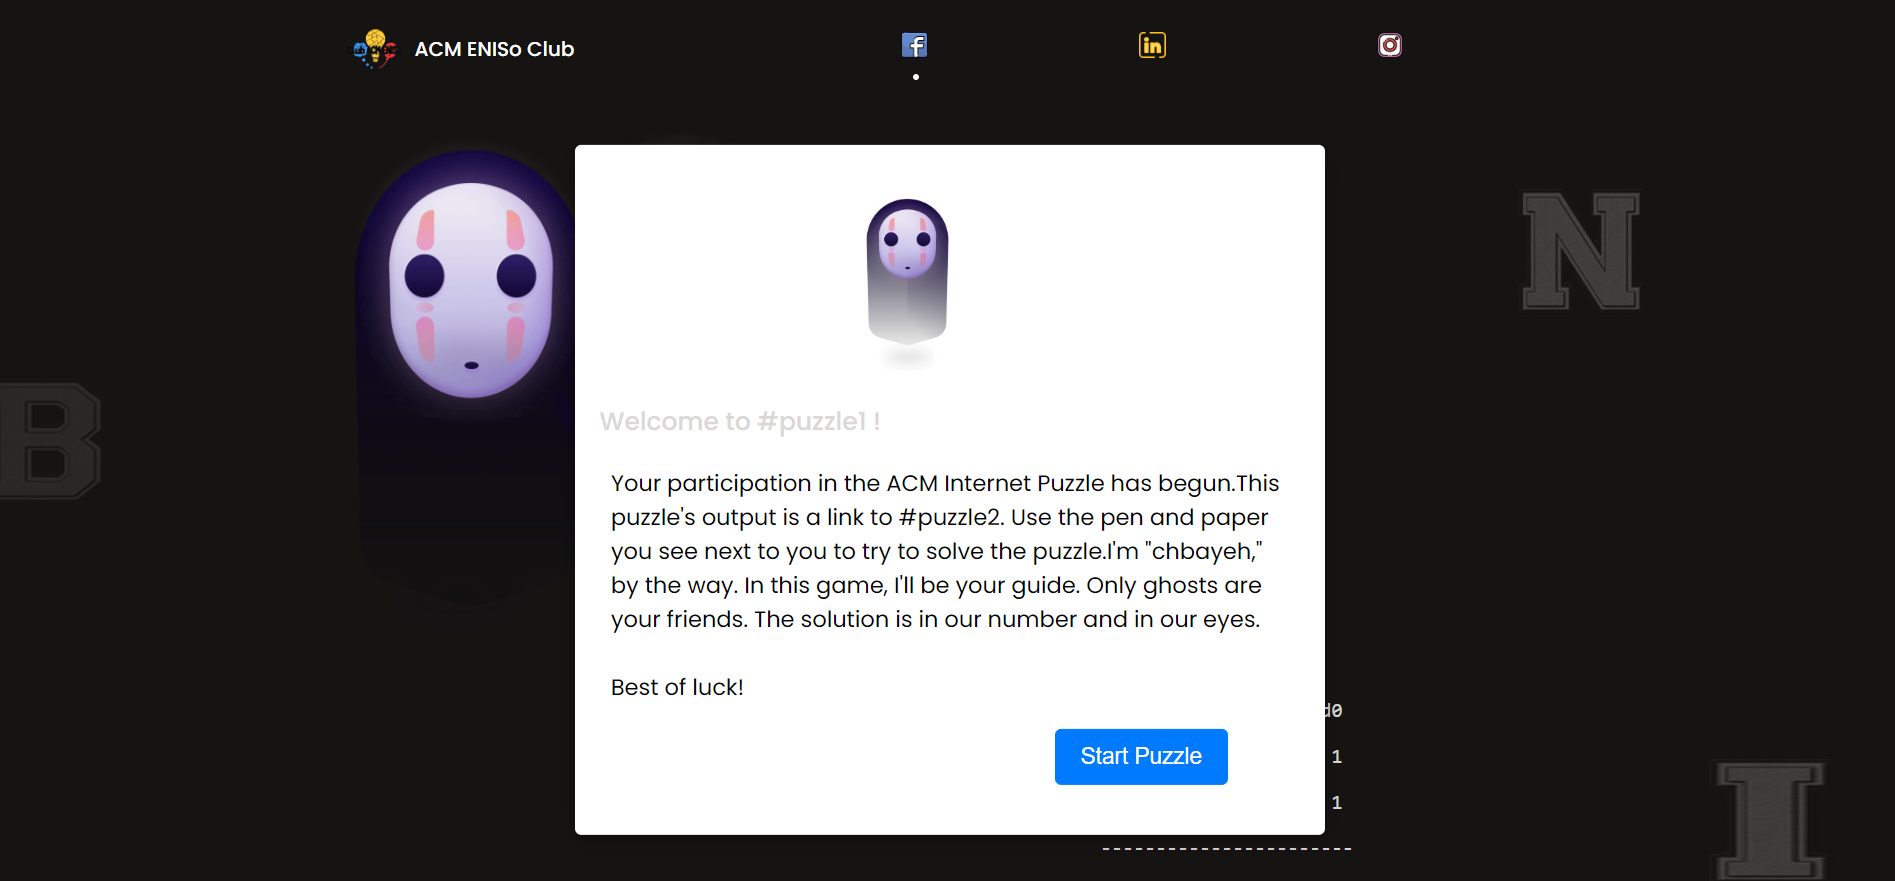 ACM ENISo Club
in
N
B
Welcome to #puzzle1 !
Your participation in the ACM Internet Puzzle has begun.This
puzzle's output is a link to #puzzle2. Use the pen and paper
you see next to you to try to solve the puzzle.I'm "chbayeh,"
by the way. In this game, I'll be your guide. Only ghosts are
your friends. The solution is in our number and in our eyes.
Best of luck!
d0
Start Puzzle
1
1
-----------------------
I